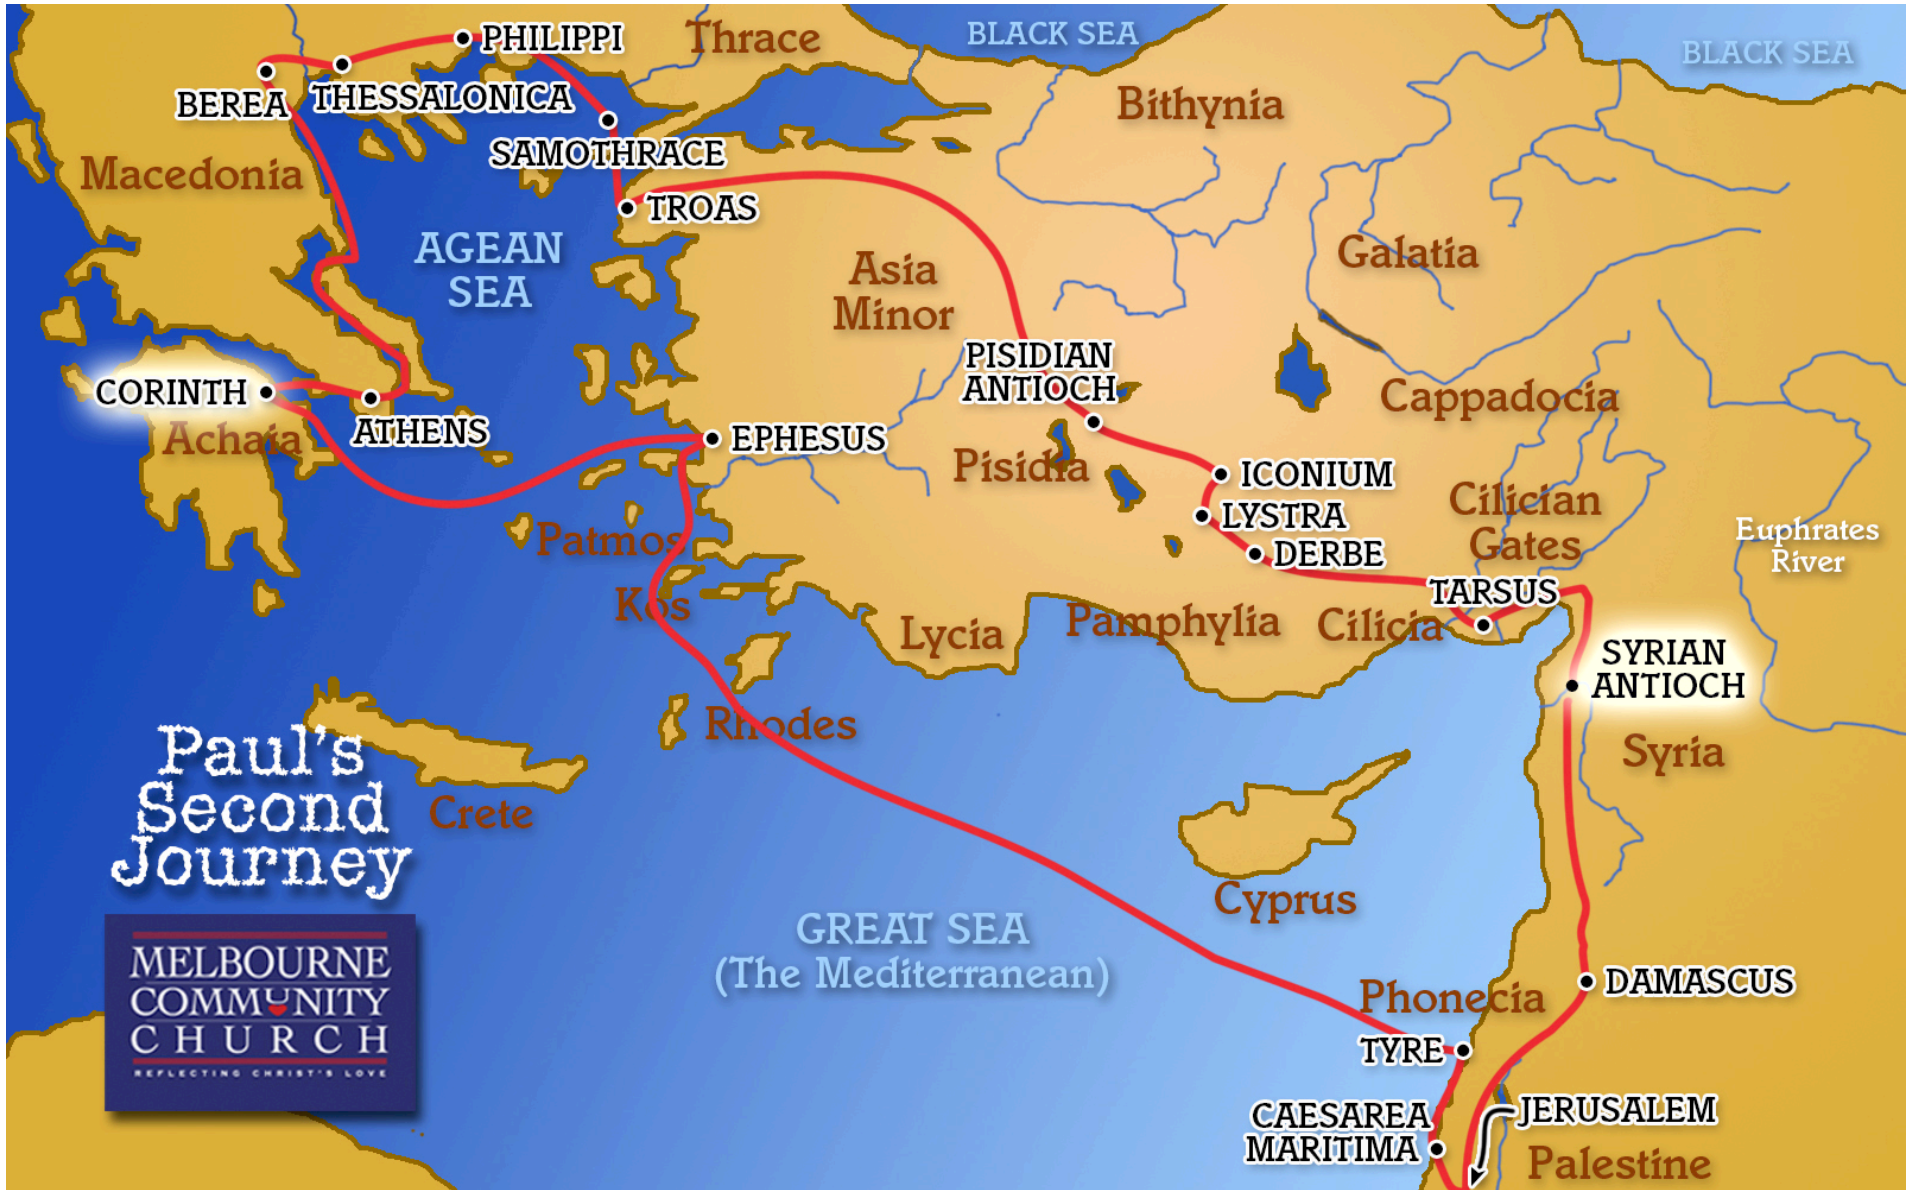 BLACK SEA
BLACK SEA
PHILIPPI
Thrace
THESSALONICA
BEREA
Bithynia
SAMOTHRACE
Macedonia
TROAS
AGEAN
SEA
Asia
Minor
Galatia
PISIDIAN
ANTIOCH
CORINTH
Cappadocia
Achaia
ATHENS
EPHESUS
Pisidia
ICONIUM
LYSTRA
DERBE
Cilician
Gates
Euphrates
River
Patmos
Kos
TARSUS
Lycia
Pamphylia
Cilicia
SYRIAN
ANTIOCH
Rhodes
Syria
Paul's
Second
Journey
Crete
Cyprus
GREAT SEA
(The Mediterranean)
MELBOURNE
COMMUNITY
CHURCH
REFLECTING CHRIST'S LOVE
Phonecia
DAMASCUS
TYRE
CAESAREA
MARITIMA
JERUSALEM
Palestine